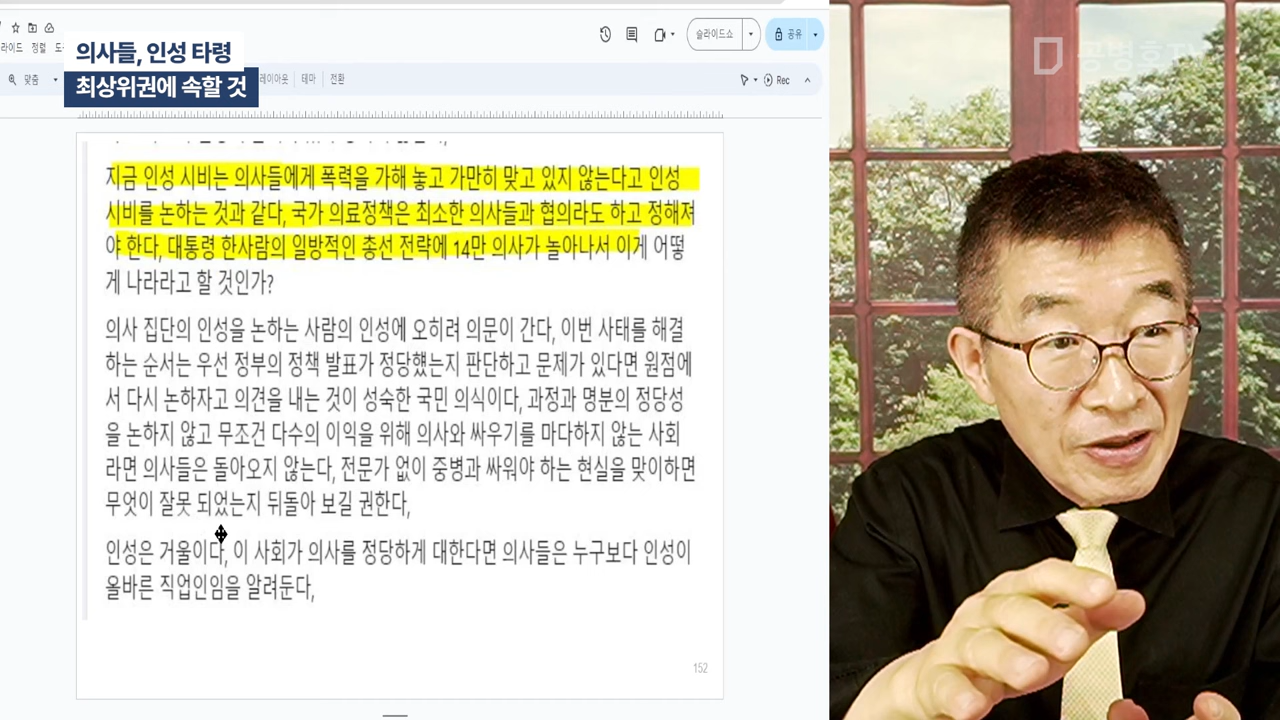 의사들, 인성 타령
최상위권에 속할 것
라이드 정렬
맞춤
레이아웃 테마 전환
슬라이드쇼
공유
Rec
공병호TV
지금 인성 시비는 의사들에게 폭력을 가해 놓고 가만히 맞고 있지 않는다고 인성
시비를 논하는 것과 같다, 국가 의료정책은 최소한 의사들과 협의라도 하고 정해져
야 한다, 대통령 한사람의 일방적인 총선 전략에 14만 의사가 놀아나서 이게 어떻
게 나라라고 할 것인가?
의사 집단의 인성을 논하는 사람의 인성에 오히려 의문이 간다, 이번 사태를 해결
하는 순서는 우선 정부의 정책 발표가 정당했는지 판단하고 문제가 있다면 원점에
서 다시 논하자고 의견을 내는 것이 성숙한 국민 의식이다, 과정과 명분의 정당성
을 논하지 않고 무조건 다수의 이익을 위해 의사와 싸우기를 마다하지 않는 사회
라면 의사들은 돌아오지 않는다, 전문가 없이 중병과 싸워야 하는 현실을 맞이하면
무엇이 잘못 되었는지 뒤돌아 보길 권한다,
인성은 거울이다, 이 사회가 의사를 정당하게 대한다면 의사들은 누구보다 인성이
올바른 직업인임을 알려둔다,
152